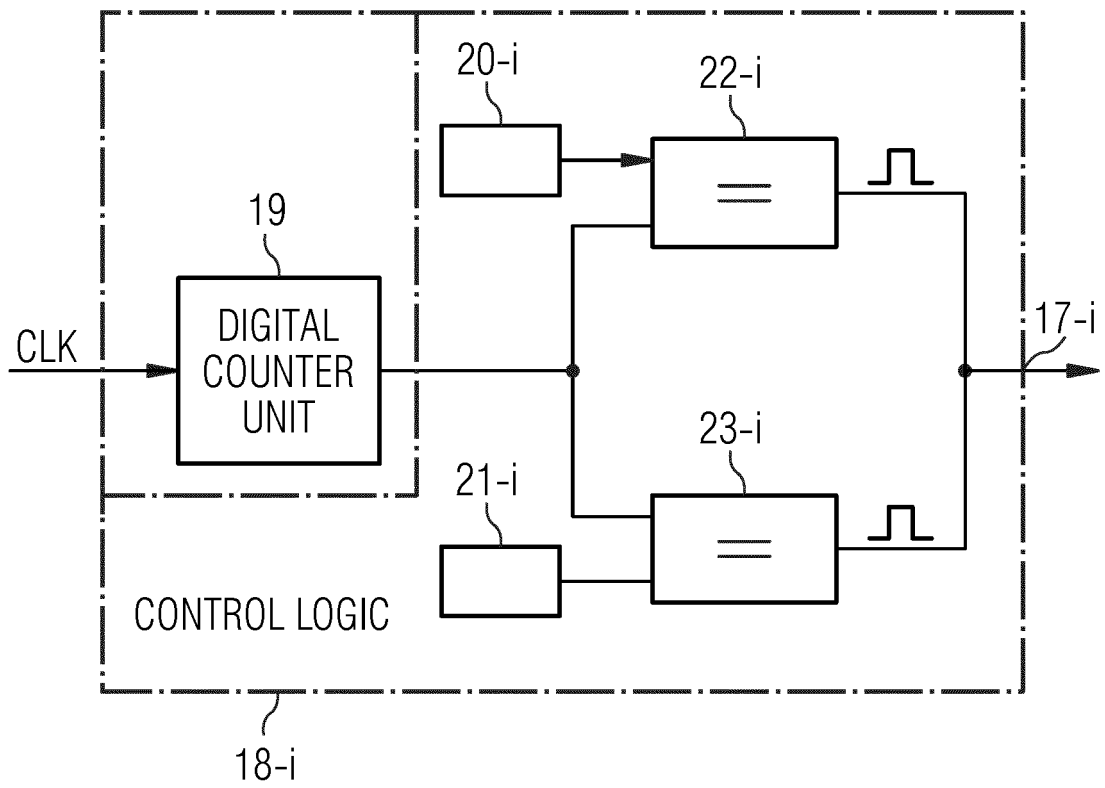 20-i
22-i
19
DIGITAL
COUNTER
UNIT
CLK
17-i
23-i
21-i
CONTROL LOGIC
18-i